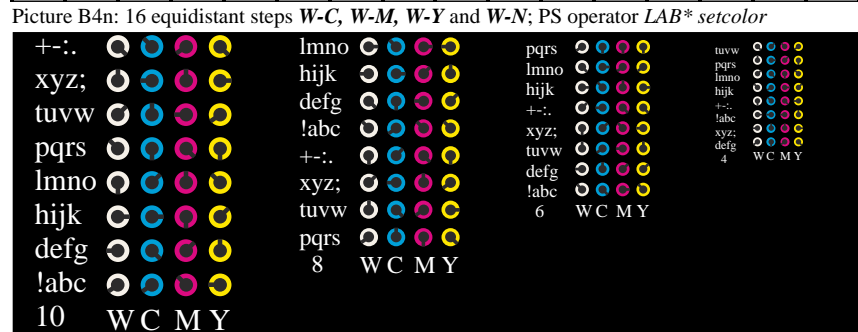 Picture B4n: 16 equidistant steps W-C, W-M, W-Y and W-N; PS operator LAB* setcolor
+-:.
xyz;
tuvw
pqrs
lmno
hijk
defg
!abc
10 W C M Y
lmno
hijk
defg
!abc
+-:.
xyz;
tuvw
pqrs
8 W C M Y
pqrs
lmno
hijk
+-:.
xyz;
tuvw
defg
!abc
6 W C M Y
tuvw
pqrs
lmno
hijk
+-:.
!abc
xyz;
defg
4 W C M Y